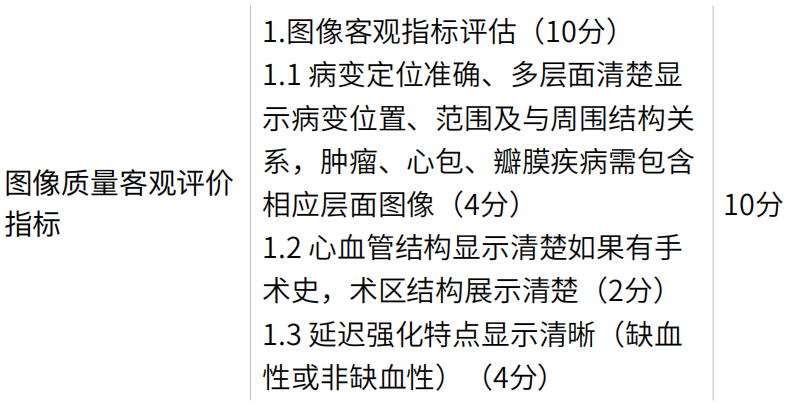 图像质量客观评价
指标
1.图像客观指标评估（10分）
1.1 病变定位准确、多层面清楚显
示病变位置、范围及与周围结构关
系，肿瘤、心包、瓣膜疾病需包含
相应层面图像（4分）
1.2 心血管结构显示清楚如果有手
术史，术区结构展示清楚（2分）
1.3 延迟强化特点显示清晰（缺血
性或非缺血性）（4分）
10分